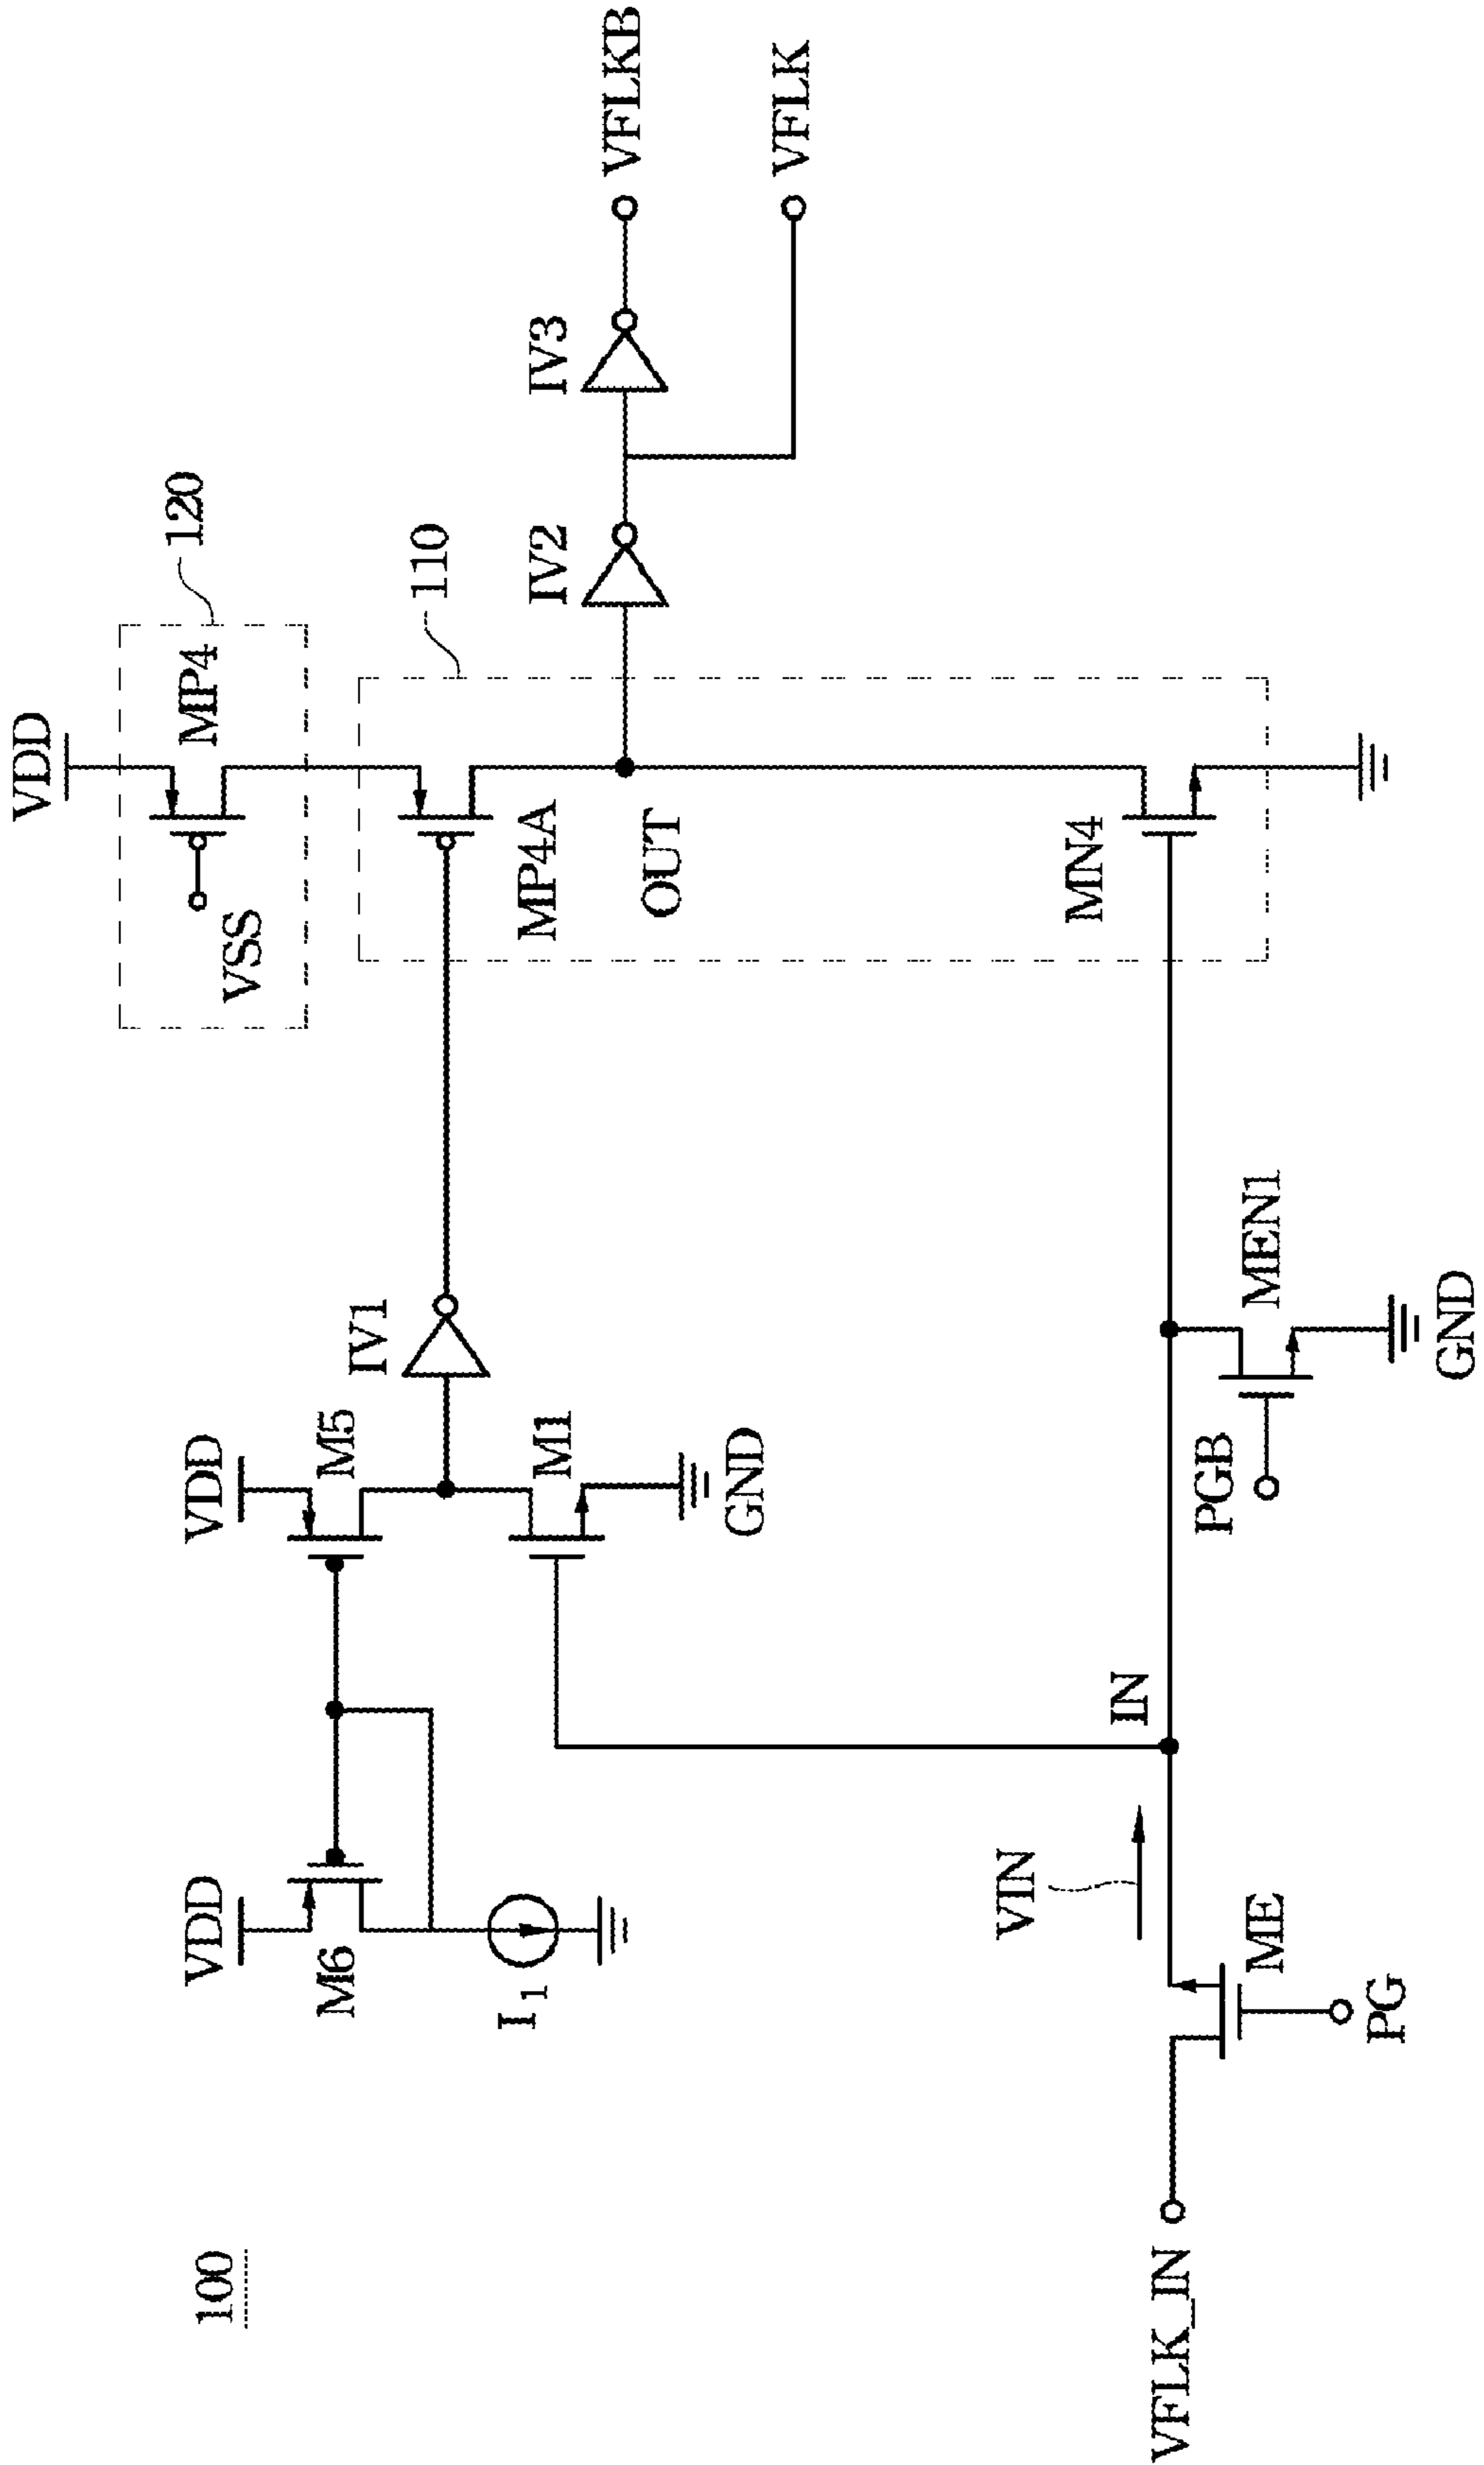 100
VDD
MP4
120
VSS
VDD
M6
VDD
M5
I1
M1
GND
IV1
MP4A
110
OUT
IV2
IV3
VFLKB
VFLK
VFLK_IN
ME
PG
VIN
IN
PGB
MEN1
GND
MN4